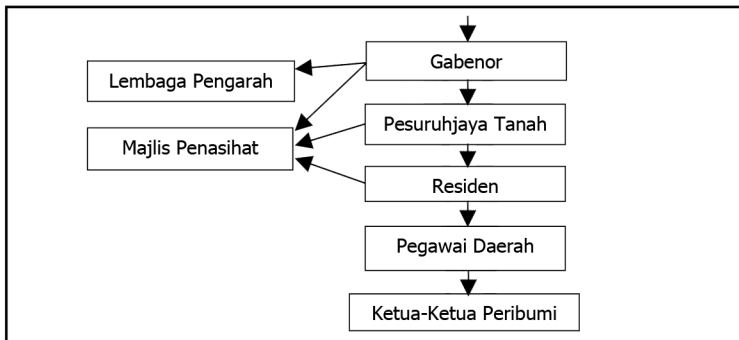 Gabenor
Lembaga Pengarah
Pesuruhjaya Tanah
Majlis Penasihat
Residen
Pegawai Daerah
Ketua-Ketua Peribumi